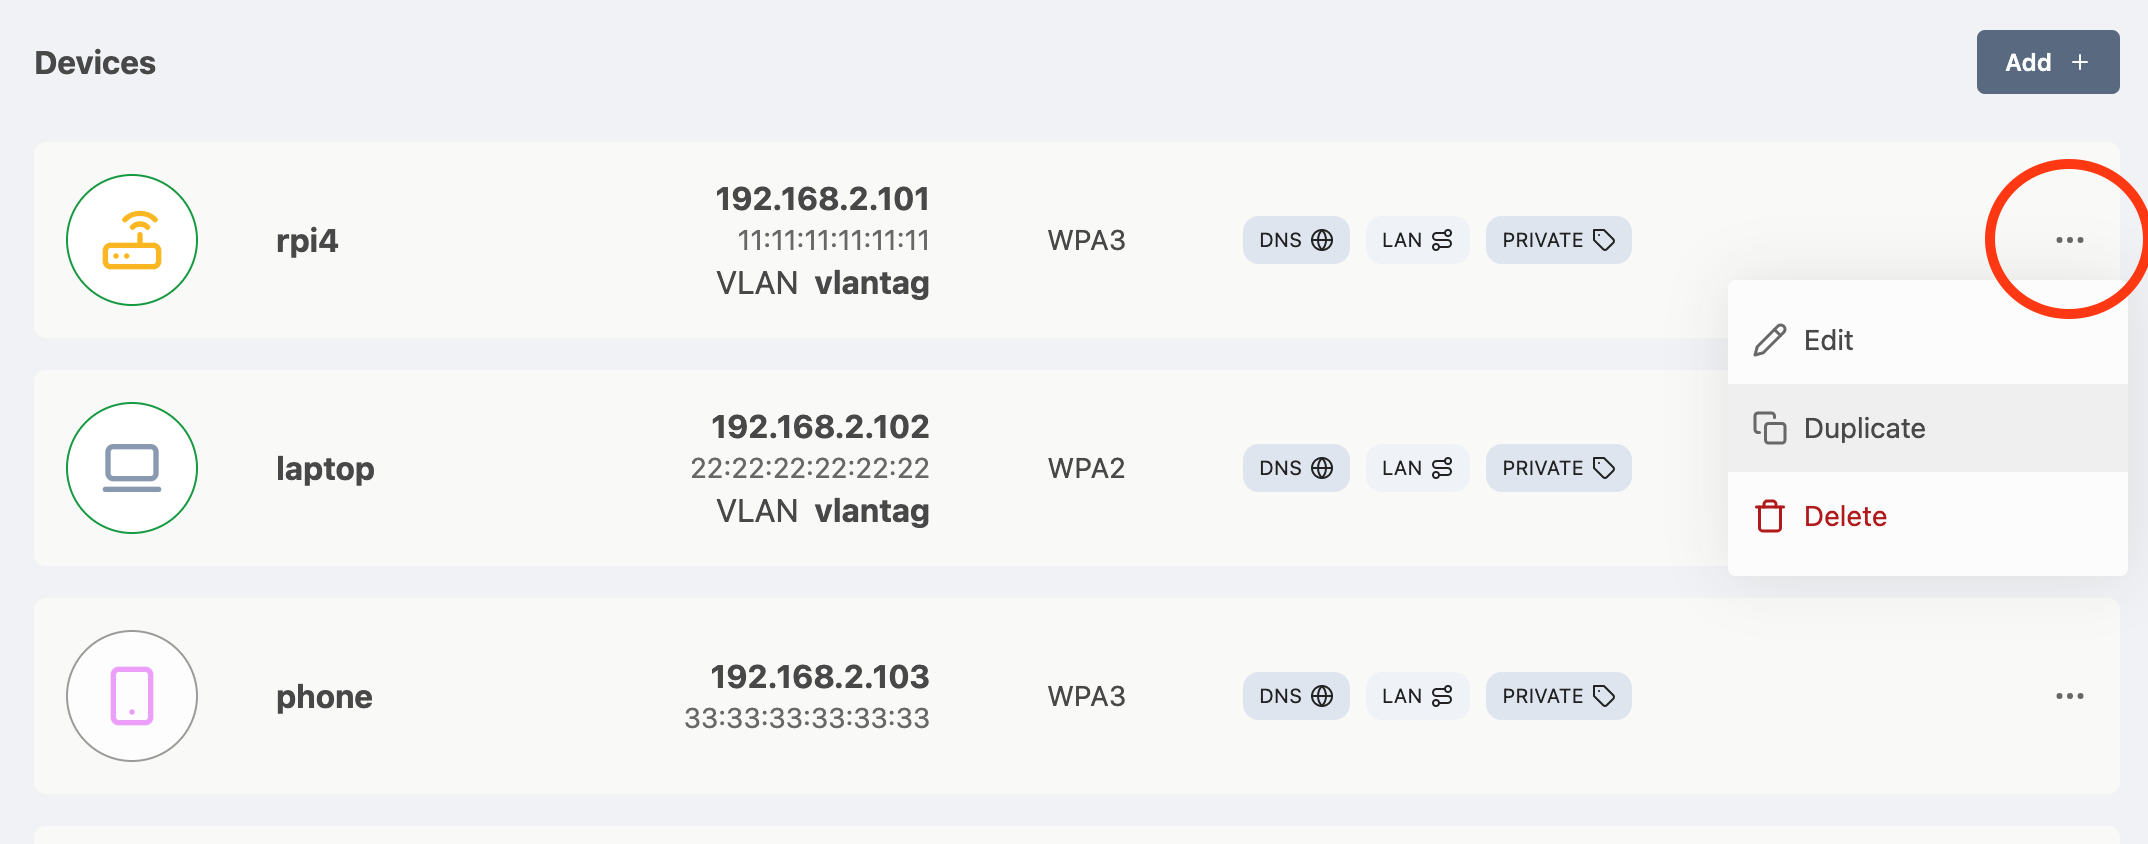 Devices
Add +
rpi4
192.168.2.101
11:11:11:11:11:11
VLAN vlantag
WPA3
DNS
LAN
PRIVATE
Edit
Duplicate
Delete
laptop
192.168.2.102
22:22:22:22:22:22
VLAN vlantag
WPA2
DNS
LAN
PRIVATE
phone
192.168.2.103
33:33:33:33:33:33
WPA3
DNS
LAN
PRIVATE